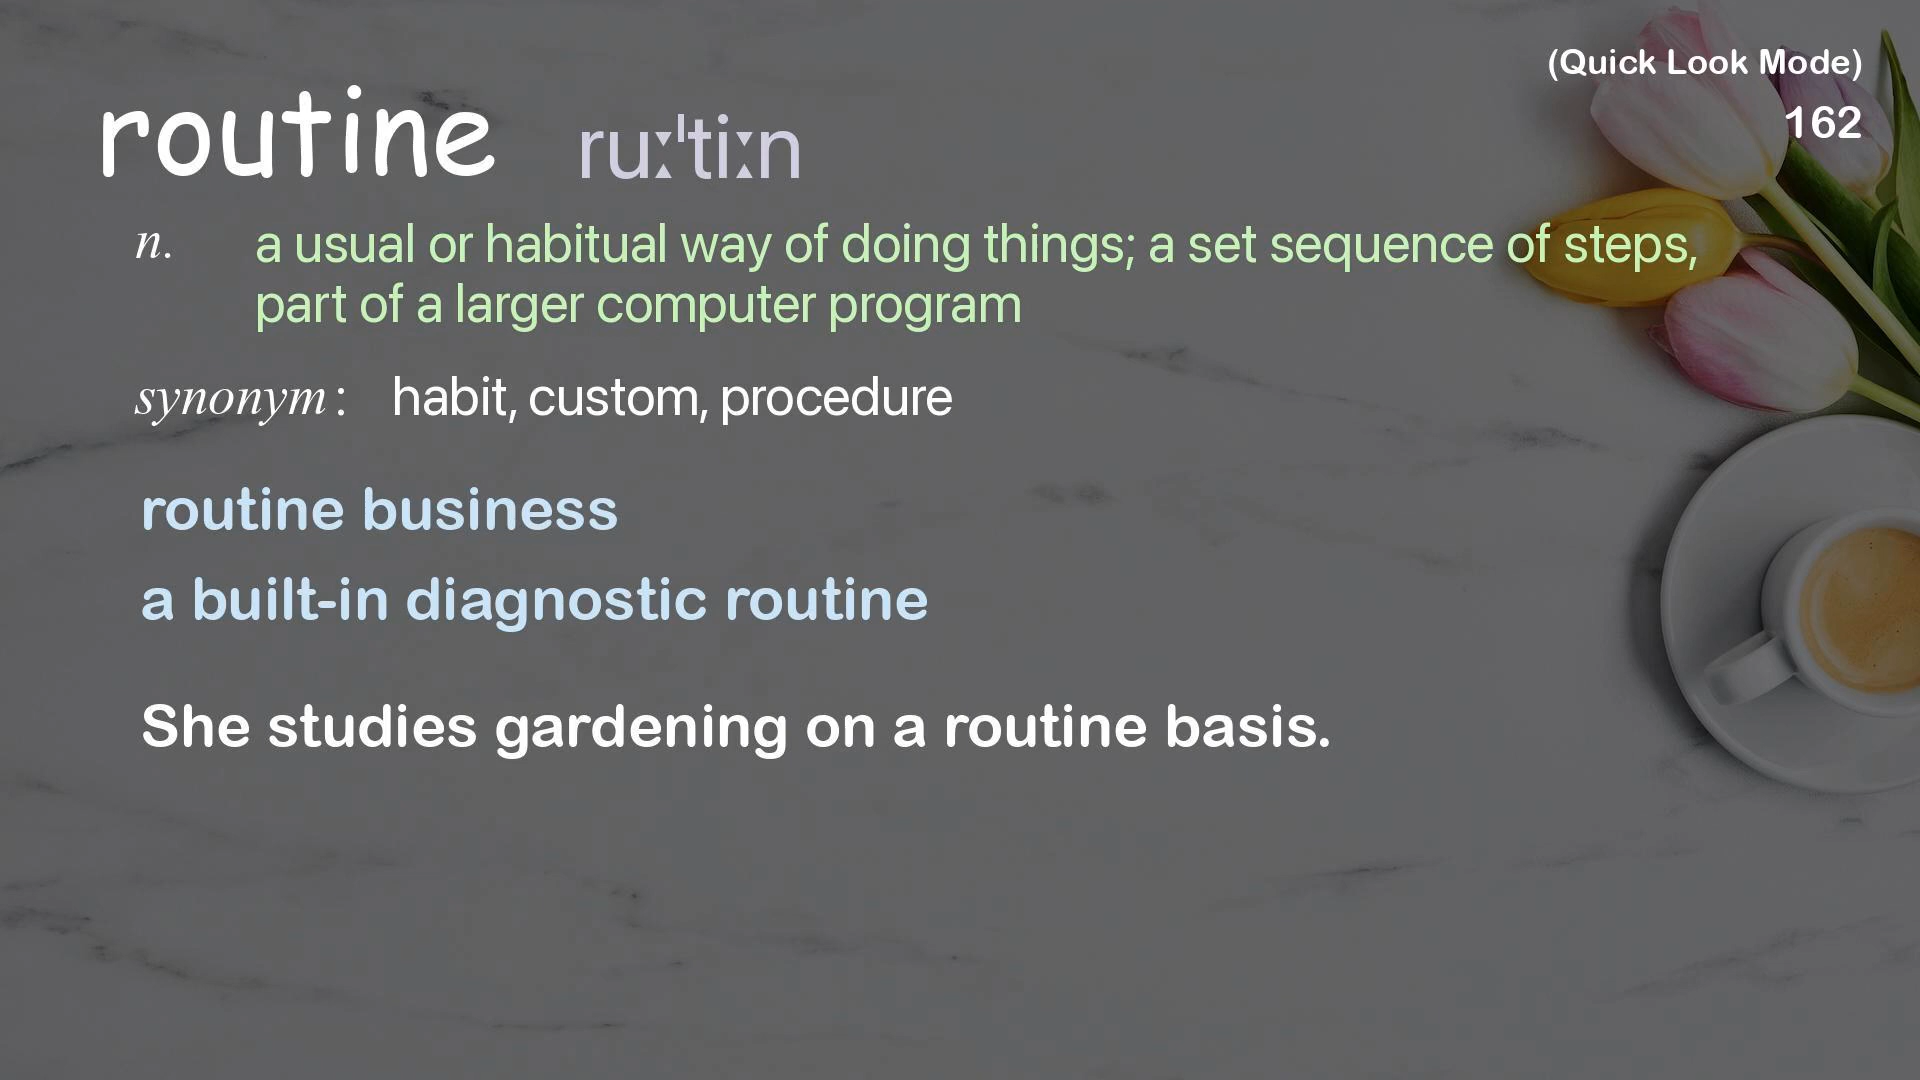 (Quick Look Mode)
162
routine ruːˈtiːn
n. a usual or habitual way of doing things; a set sequence of steps,
part of a larger computer program
synonym : habit, custom, procedure
routine business
a built-in diagnostic routine
She studies gardening on a routine basis.